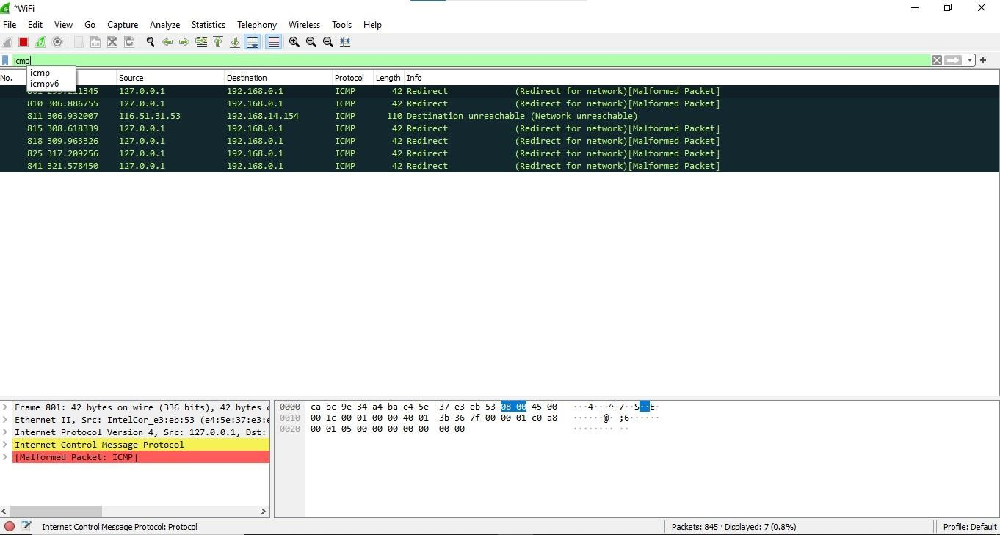 *WiFi
File Edit View Go Capture Analyze Statistics Telephony Wireless Tools Help
icmp
icmp
icmpv6
No. Source Destination Protocol Length Info
127.0.0.1 192.168.0.1 ICMP 42 Redirect (Redirect for network)[Malformed Packet]
810 306.886755 127.0.0.1 192.168.0.1 ICMP 42 Redirect (Redirect for network)[Malformed Packet]
811 306.932007 116.51.31.53 192.168.14.154 ICMP 110 Destination unreachable (Network unreachable)
815 308.618339 127.0.0.1 192.168.0.1 ICMP 42 Redirect (Redirect for network)[Malformed Packet]
818 309.963326 127.0.0.1 192.168.0.1 ICMP 42 Redirect (Redirect for network)[Malformed Packet]
825 317.209256 127.0.0.1 192.168.0.1 ICMP 42 Redirect (Redirect for network)[Malformed Packet]
841 321.578450 127.0.0.1 192.168.0.1 ICMP 42 Redirect (Redirect for network)[Malformed Packet]
Frame 801: 42 bytes on wire (336 bits), 42 bytes c
Ethernet II, Src: IntelCor_e3:eb:53 (e4:5e:37:e3:e
Internet Protocol Version 4, Src: 127.0.0.1, Dst:
Internet Control Message Protocol
[Malformed Packet: ICMP]
0000 ca bc 9e 34 a4 ba e4 5e 37 e3 eb 53 08 00 45 00 ···4···^ 7··S··E·
0010 00 1c 00 01 00 00 40 01 3b 36 7f 00 00 01 c0 a8 ······@· ;6······
0020 00 01 05 00 00 00 00 00 00 00 ········ ··
Internet Control Message Protocol: Protocol
Packets: 845 · Displayed: 7 (0.8%)
Profile: Default